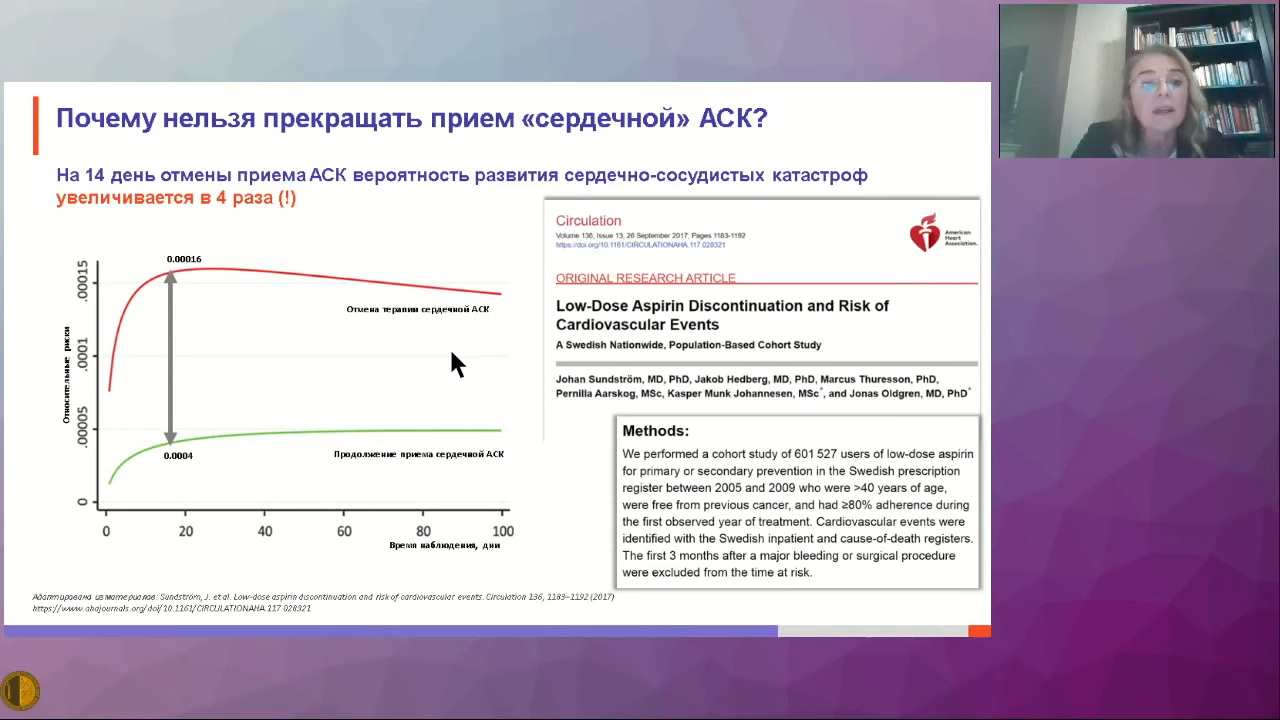 Почему нельзя прекращать прием «сердечной» АСК?
На 14 день отмены приема АСК вероятность развития сердечно-сосудистых катастроф
увеличивается в 4 раза (!)
0.00016
Отмена терапии сердечной АСК
Относительные риски
.00015
.0001
.00005
0
0.0004
Продолжение приема сердечной АСК
0 20 40 60 80 100
Время наблюдения, дни
Circulation
Volume 136, Issue 13, 26 September 2017, Pages 1183-1192
https://doi.org/10.1161/CIRCULATIONAHA.117.028321
American
Heart
Association.
ORIGINAL RESEARCH ARTICLE
Low-Dose Aspirin Discontinuation and Risk of
Cardiovascular Events
A Swedish Nationwide, Population-Based Cohort Study
Johan Sundström, MD, PhD, Jakob Hedberg, MD, PhD, Marcus Thuresson, PhD,
Pernilla Aarskog, MSc, Kasper Munk Johannesen, MSc*, and Jonas Oldgren, MD, PhD*
Methods:
We performed a cohort study of 601 527 users of low-dose aspirin
for primary or secondary prevention in the Swedish prescription
register between 2005 and 2009 who were >40 years of age,
were free from previous cancer, and had ≥80% adherence during
the first observed year of treatment. Cardiovascular events were
identified with the Swedish inpatient and cause-of-death registers.
The first 3 months after a major bleeding or surgical procedure
were excluded from the time at risk.
Адаптирована из материалов: Sundström, J. et al. Low-dose aspirin discontinuation and risk of cardiovascular events. Circulation 136, 1183–1192 (2017)
https://www.ahajournals.org/doi/10.1161/CIRCULATIONAHA.117.028321